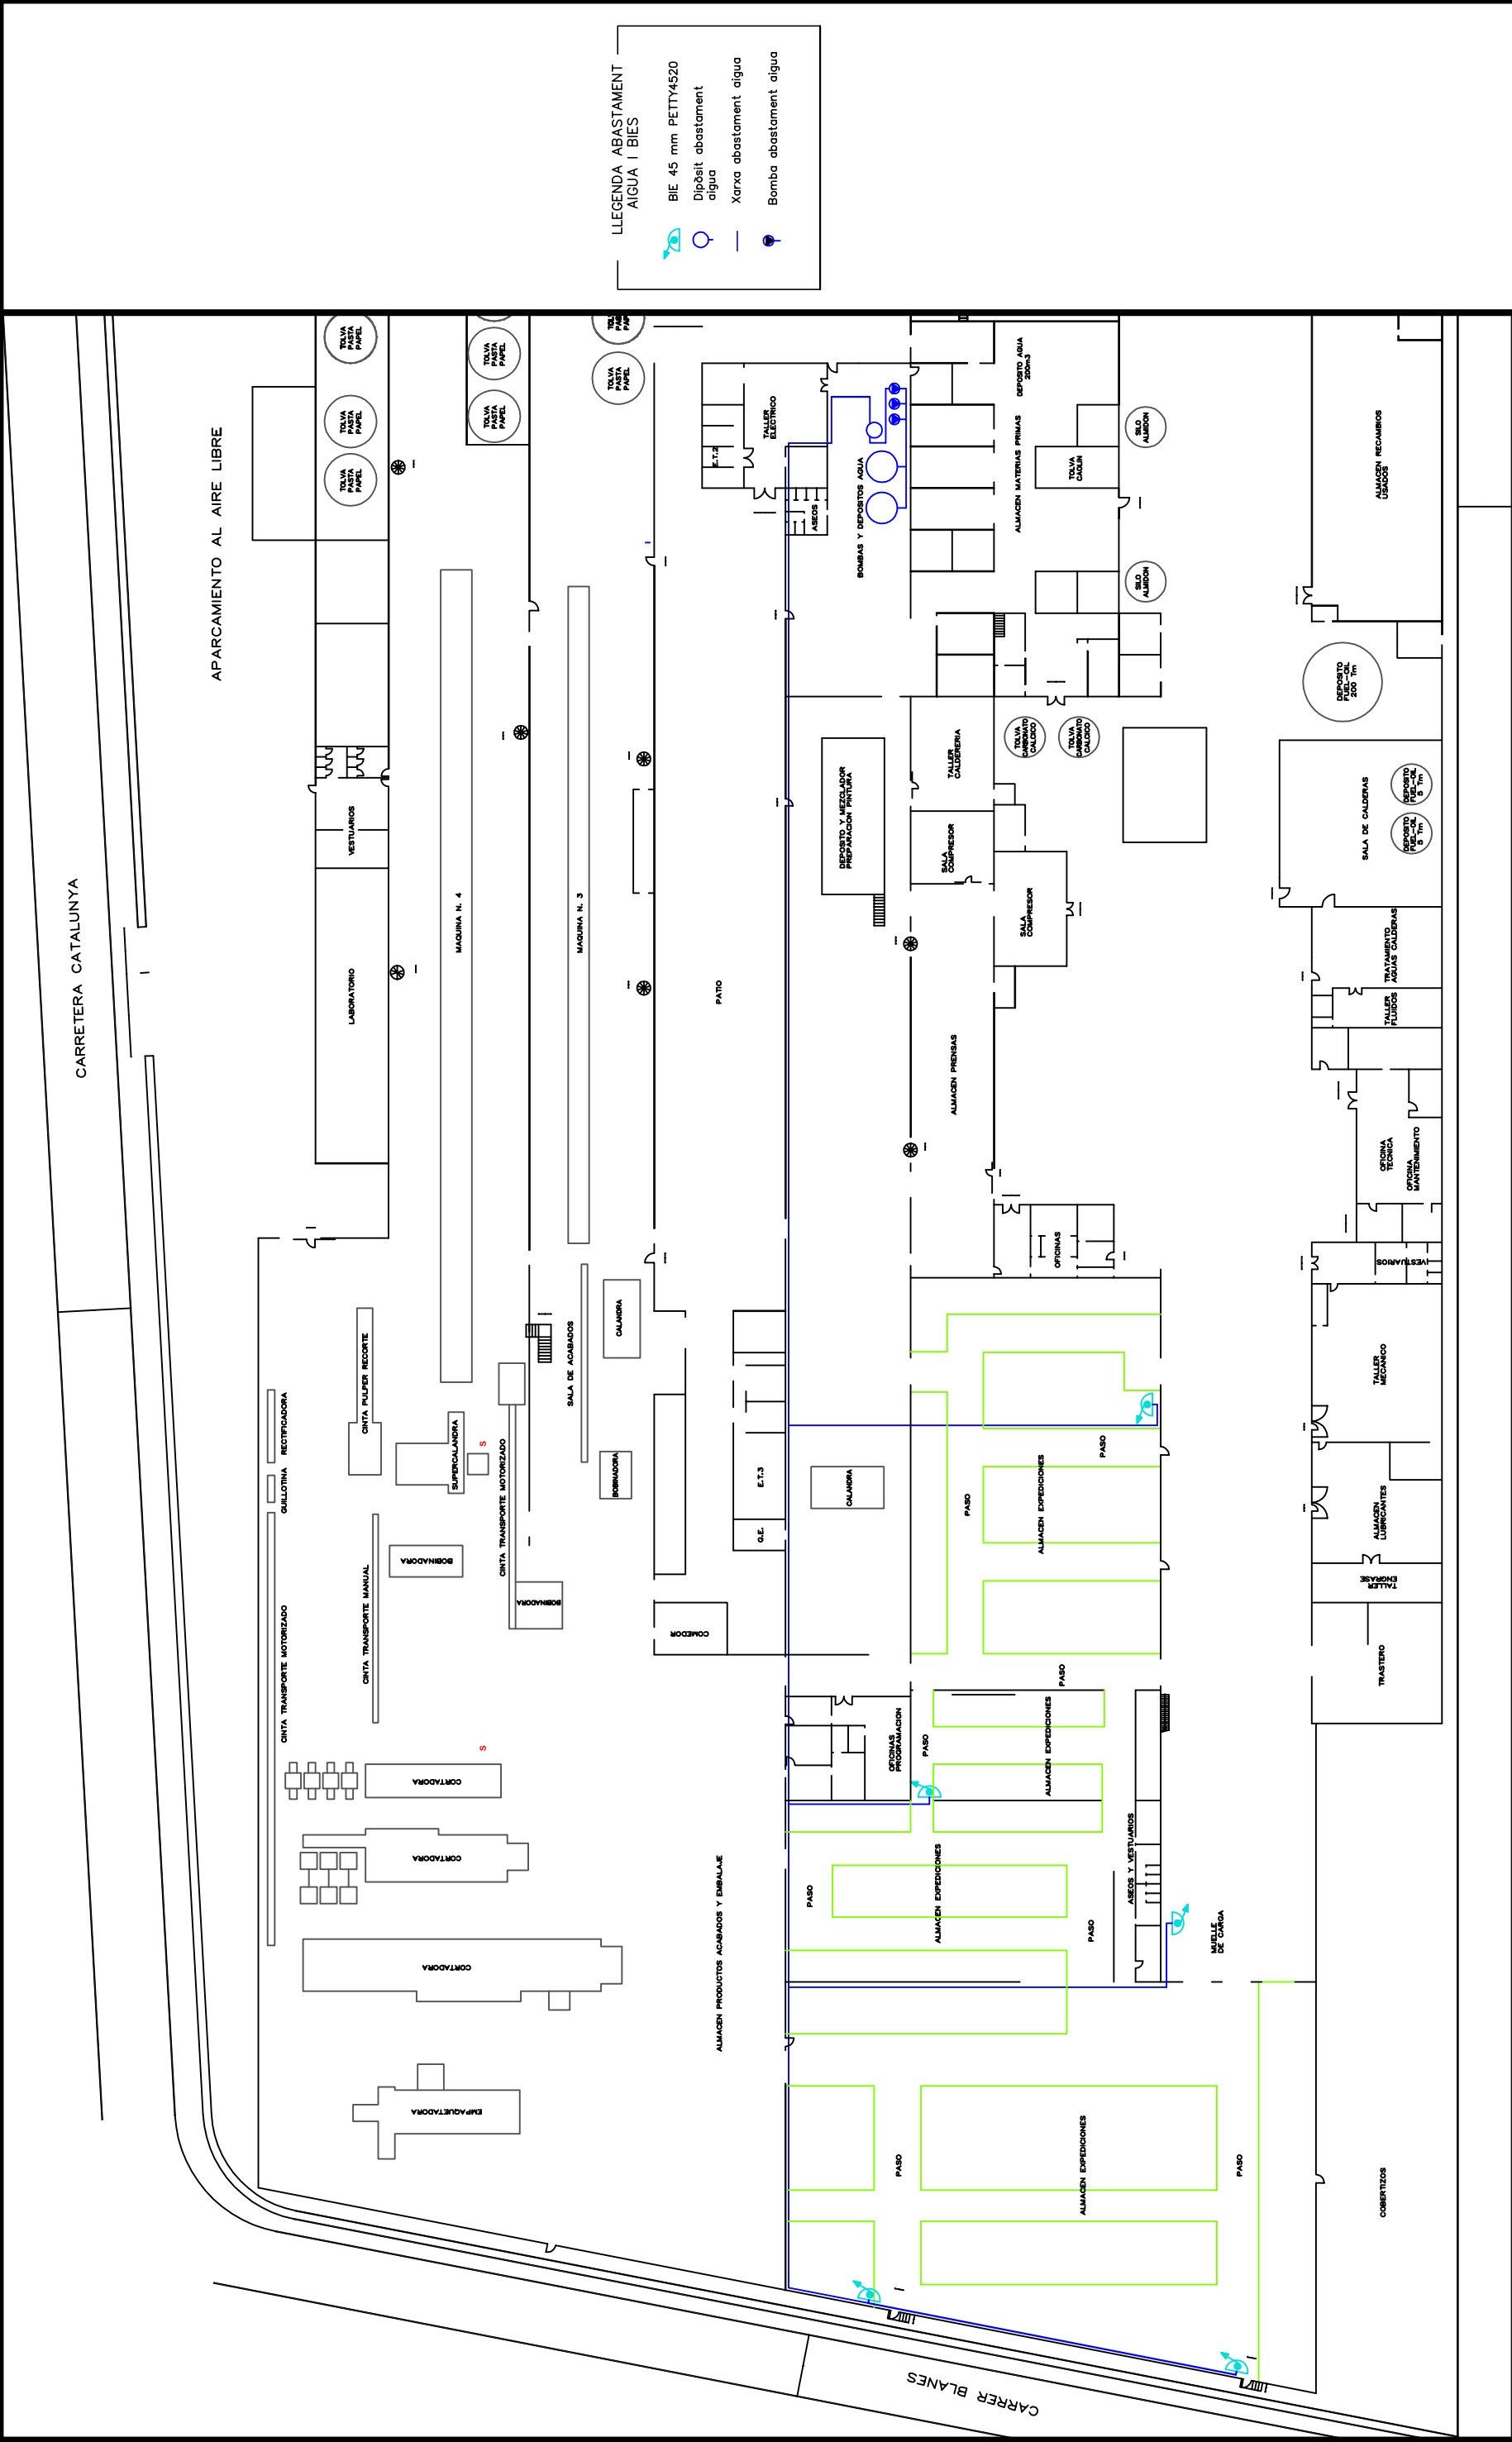 LLEGENDA ABASTAMENT
AIGUA I BIES
BIE 45 mm PETTY4520
Dipòsit abastament
aigua
Xarxa abastament aigua
Bomba abastament aigua
CARRETERA CATALUNYA
APARCAMIENTO AL AIRE LIBRE
TOLVA
PASTA
PAPEL
TOLVA
PASTA
PAPEL
TOLVA
PASTA
PAPEL
TOLVA
PASTA
PAPEL
TOLVA
PASTA
PAPEL
TOLVA
PASTA
PAPEL
TOLVA
PASTA
PAPEL
VESTUARIOS
LABORATORIO
MAQUINA N. 4
MAQUINA N. 3
PATIO
E.T.2
TALLER
ELECTRICO
ASEOS
BOMBAS Y DEPOSITOS AGUA
DEPOSITO AGUA
200m3
ALMACEN MATERIAS PRIMAS
TOLVA
CAOLIN
SILO
ALMIDON
SILO
ALMIDON
ALMACEN RECAMBIOS
USADOS
DEPOSITO
FUEL-OIL
200 Tm
DEPOSITO Y MEZCLADOR
PREPARACION PINTURA
TALLER
CALDERERIA
TOLVA
CARBONATO
CALCICO
TOLVA
CARBONATO
CALCICO
SALA
COMPRESOR
SALA
COMPRESOR
SALA DE CALDERAS
DEPOSITO
FUEL-OIL
5 Tm
DEPOSITO
FUEL-OIL
5 Tm
TRATAMIENTO
AGUAS CALDERAS
TALLER
FLUIDOS
ALMACEN PRENSAS
OFICINA
TECNICA
OFICINA
MANTENIMIENTO
OFICINAS
VESTUARIOS
RECTIFICADORA
GUILLOTINA
CINTA PULPER RECORTE
SUPERCALANDRA
S
CINTA TRANSPORTE MOTORIZADO
SALA DE ACABADOS
CALANDRA
BOBINADORA
E.T.3
G.E.
CALANDRA
PASO
ALMACEN EXPEDICIONES
PASO
TALLER
MECANICO
ALMACEN
LUBRICANTES
TALLER
ENGRASE
TRASTERO
CINTA TRANSPORTE MOTORIZADO
CINTA TRANSPORTE MANUAL
BOBINADORA
BOBINADORA
COMEDOR
S
OFICINAS
PROGRAMACION
PASO
ALMACEN EXPEDICIONES
PASO
CORTADORA
CORTADORA
CORTADORA
EMPAQUETADORA
ALMACEN PRODUCTOS ACABADOS Y EMBALAJE
PASO
ALMACEN EXPEDICIONES
PASO
ASEOS Y VESTUARIOS
MUELLE
DE CARGA
PASO
ALMACEN EXPEDICIONES
PASO
COBERTIZOS
CARRER BLANES